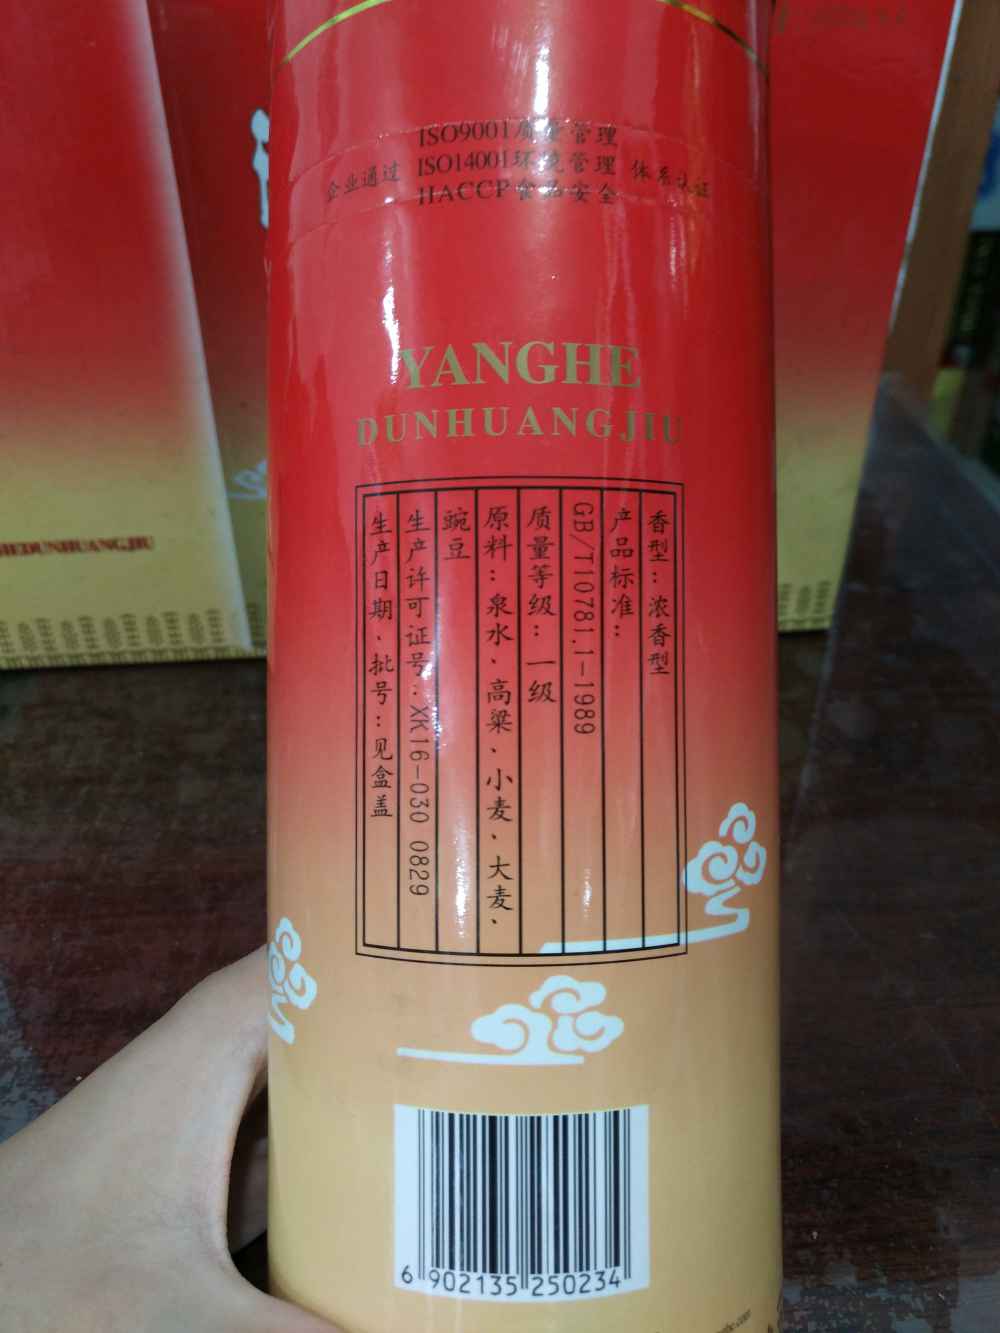 企业通过
ISO9001质量管理
ISO14001环境管理
HACCP食品安全
体系认证
YANGHE
DUNHUANGJIU
香型：浓香型
产品标准：
GB/T10781.1-1989
质量等级：一级
原料：泉水、高粱、小麦、大麦、
豌豆
生产许可证号：XK16-030 0829
生产日期、批号：见盒盖
6 902135 250234
HEDUNHUANGJIU